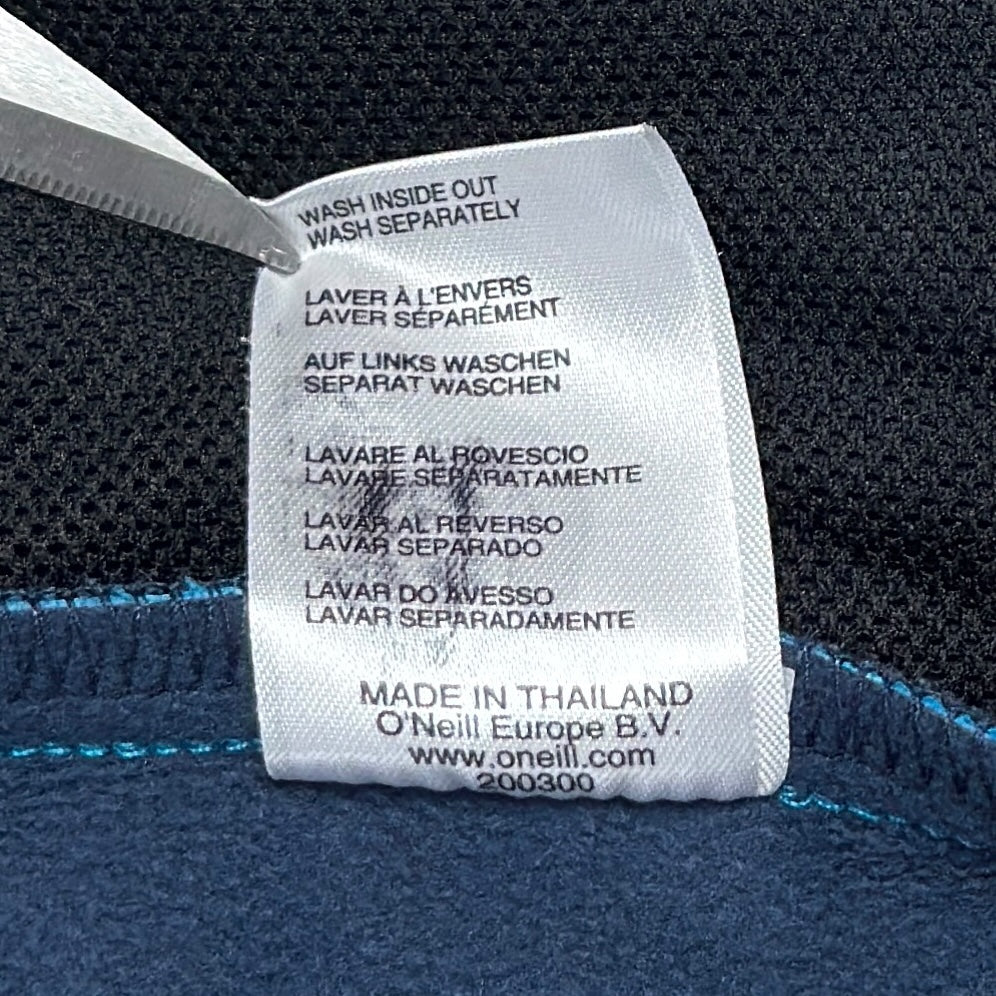 WASH INSIDE OUT
WASH SEPARATELY
LAVER À L'ENVERS
LAVER SÉPARÉMENT
AUF LINKS WASCHEN
SEPARAT WASCHEN
LAVARE AL ROVESCIO
LAVARE SEPARATAMENTE
LAVAR AL REVERSO
LAVAR SEPARADO
LAVAR DO AVESSO
LAVAR SEPARADAMENTE
MADE IN THAILAND
O'Neill Europe B.V.
www.oneill.com
200300